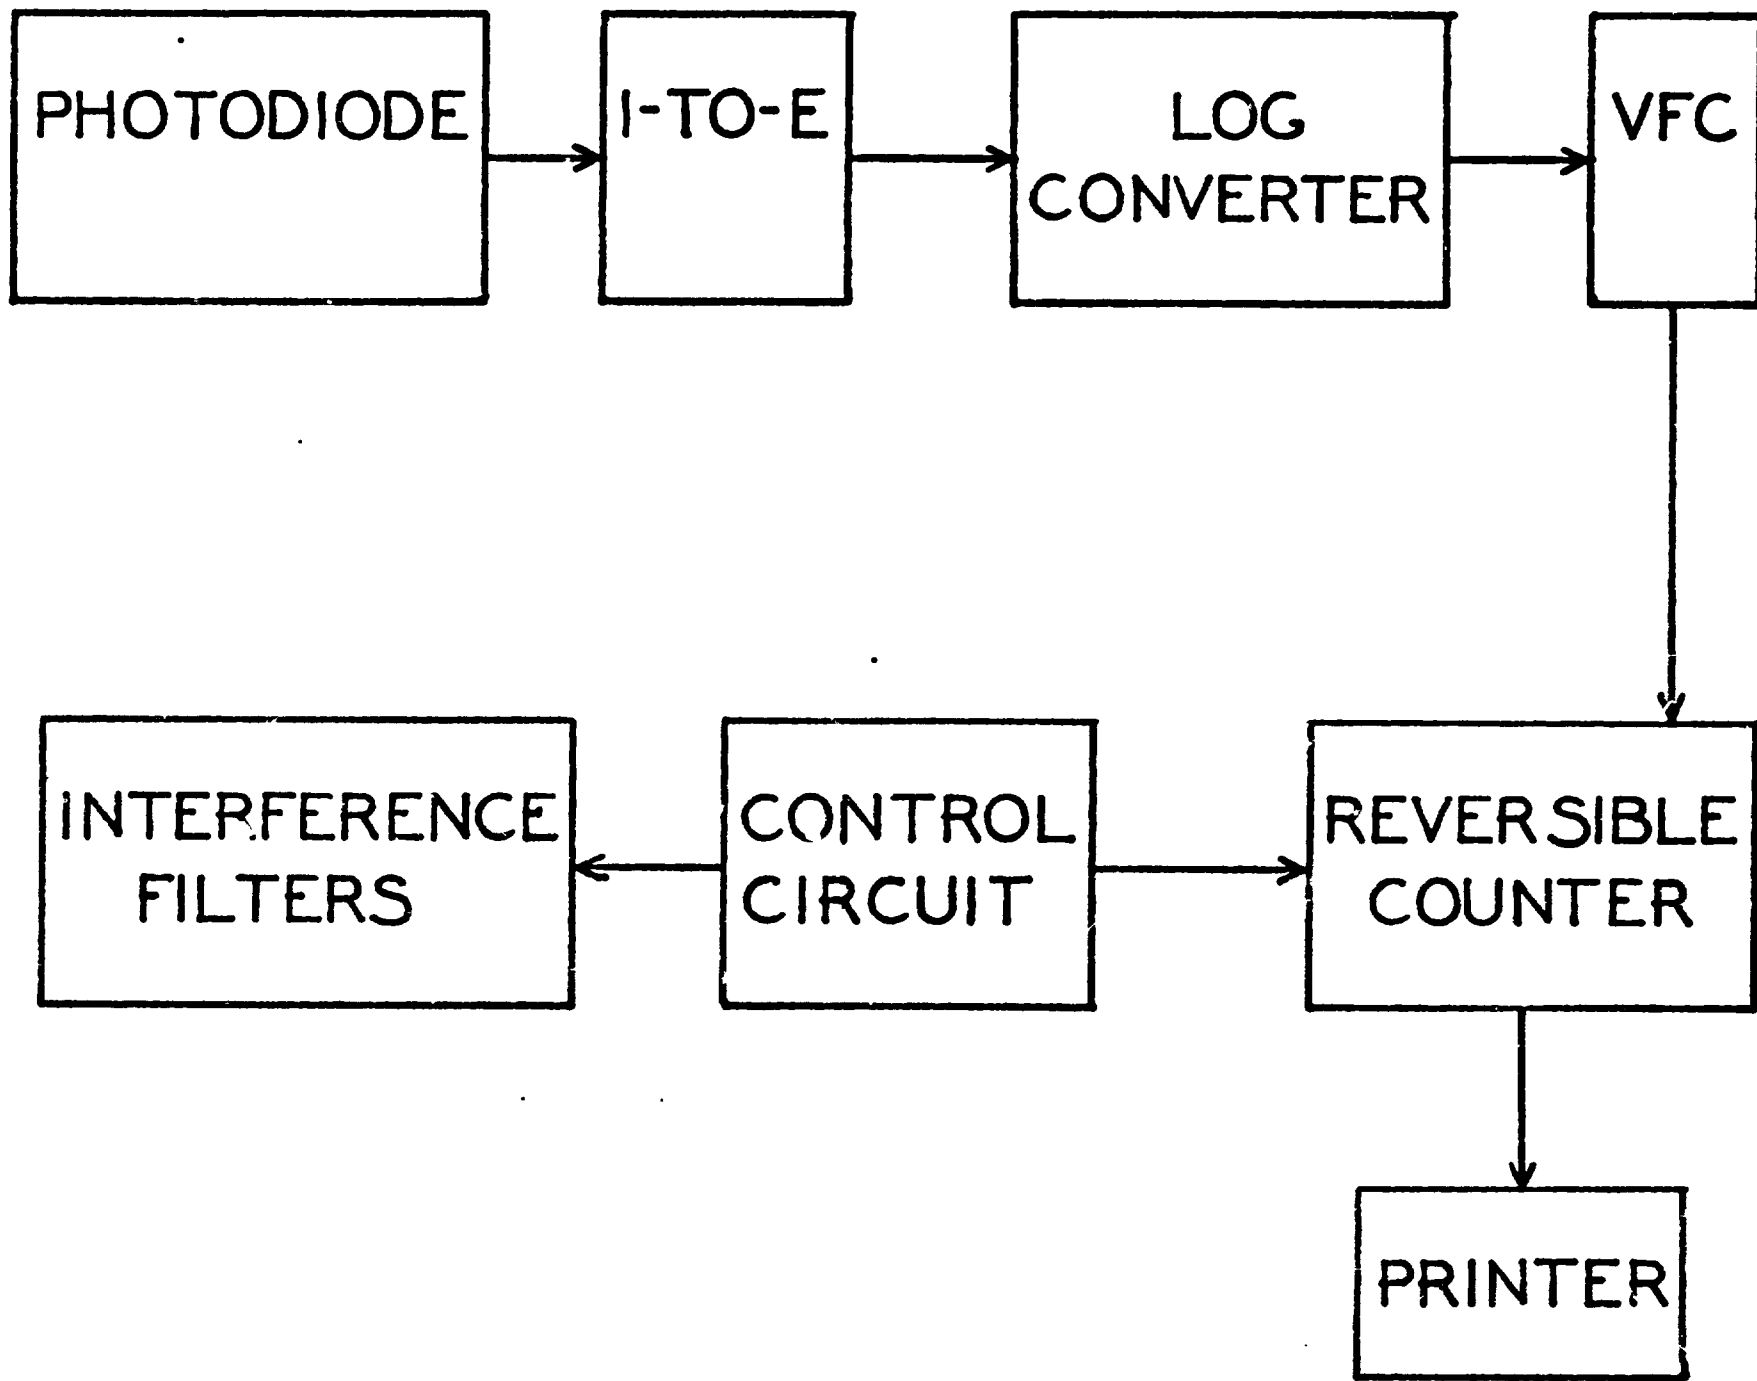 PHOTODIODE
I-TO-E
LOG
CONVERTER
VFC
INTERFERENCE
FILTERS
CONTROL
CIRCUIT
REVERSIBLE
COUNTER
PRINTER